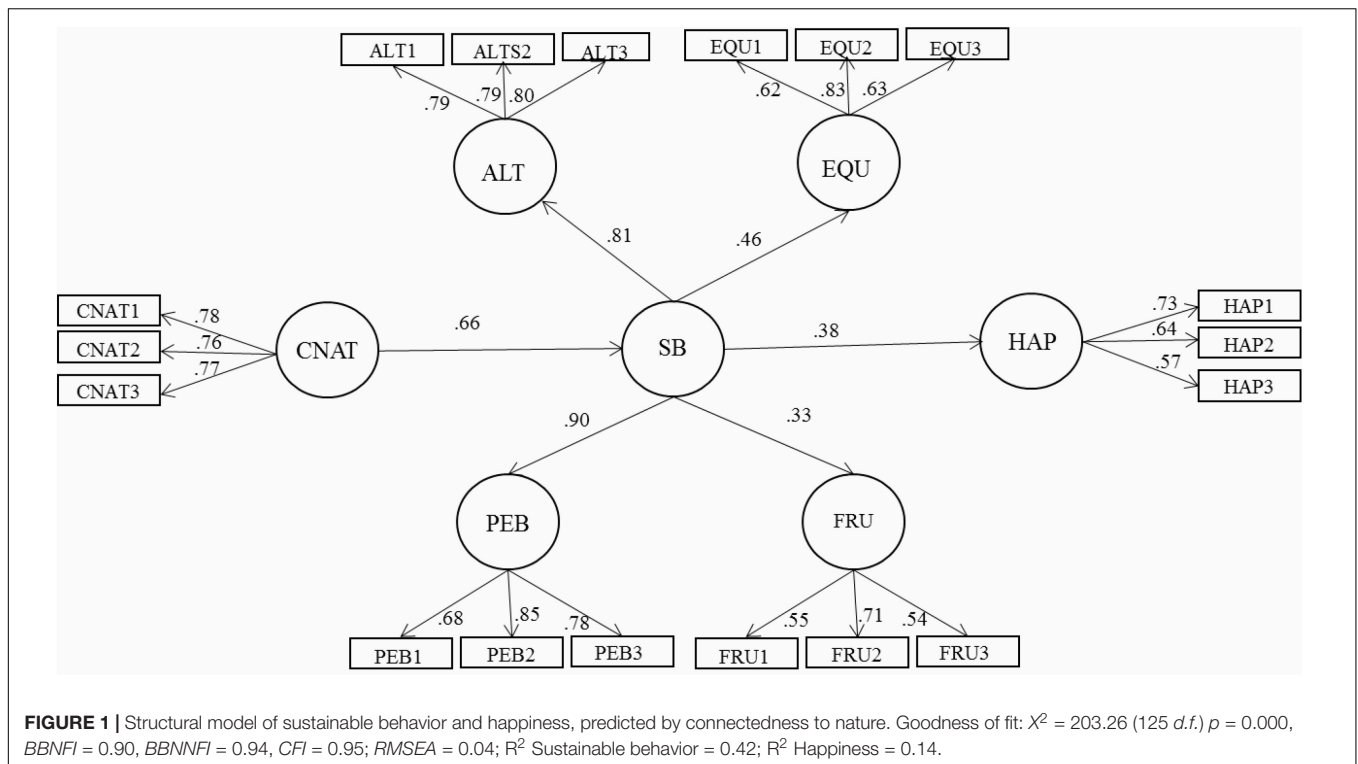 ALT1 ALTS2 ALT3 EQU1 EQU2 EQU3
.79 .79 .80 .62 .83 .63
ALT EQU
.81 .46
CNAT1 .78 .73 HAP1
CNAT2 .76 CNAT .66 SB .38 HAP .64 HAP2
CNAT3 .77 .57 HAP3
.90 .33
PEB FRU
.68 .85 .78 .55 .71 .54
PEB1 PEB2 PEB3 FRU1 FRU2 FRU3
FIGURE 1 | Structural model of sustainable behavior and happiness, predicted by connectedness to nature. Goodness of fit: X² = 203.26 (125 d.f.) p = 0.000,
BBNFI = 0.90, BBNNFI = 0.94, CFI = 0.95; RMSEA = 0.04; R² Sustainable behavior = 0.42; R² Happiness = 0.14.